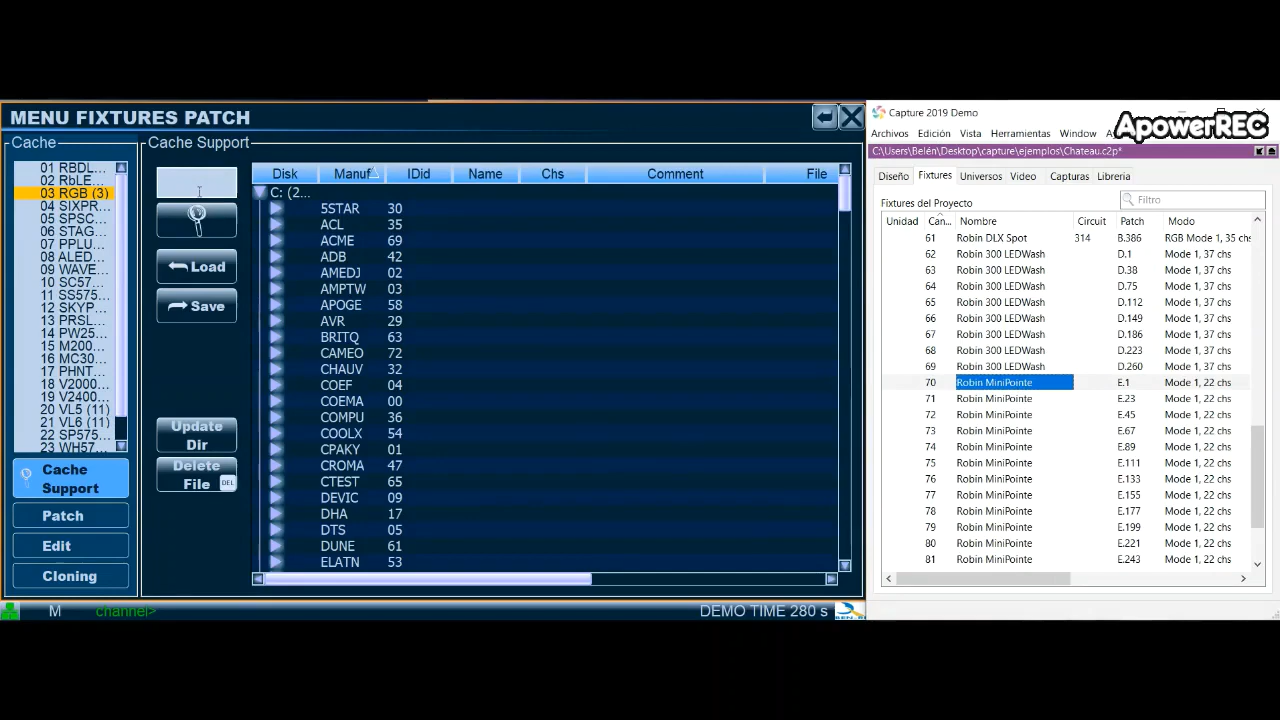 MENU FIXTURES PATCH
Cache
01 RBDL...
02 RbLE...
03 RGB (3)
04 SIXPR...
05 SPSC...
06 STAG...
07 PPLU...
08 ALED...
09 WAVE...
10 SC57...
11 SS575...
12 SKYP...
13 PRSL...
14 PW25...
15 M200...
16 MC30...
17 PHNT...
18 V2000...
19 V2400...
20 VL5 (11)
21 VL6 (11)
22 SP575...
23 WH57...
Cache
Support
Patch
Edit
Cloning
Cache Support
Load
Save
Update
Dir
Delete
File DEL
Disk Manuf IDid Name Chs Comment File
C: (2...
5STAR 30
ACL 35
ACME 69
ADB 42
AMEDJ 02
AMPTW 03
APOGE 58
AVR 29
BRITQ 63
CAMEO 72
CHAUV 32
COEF 04
COEMA 00
COMPU 36
COOLX 54
CPAKY 01
CROMA 47
CTEST 65
DEVIC 09
DHA 17
DTS 05
DUNE 61
ELATN 53
M channel> DEMO TIME 280 s
Capture 2019 Demo
ApowerREC
Archivos Edición Vista Herramientas Window
C:\Users\Belén\Desktop\capture\ejemplos\Chateau.c2p*
Diseño Fixtures Universos Video Capturas Libreria
Fixtures del Proyecto
Filtro
Unidad Can... Nombre Circuit Patch Modo
61 Robin DLX Spot 314 B.386 RGB Mode 1, 35 chs
62 Robin 300 LEDWash D.1 Mode 1, 37 chs
63 Robin 300 LEDWash D.38 Mode 1, 37 chs
64 Robin 300 LEDWash D.75 Mode 1, 37 chs
65 Robin 300 LEDWash D.112 Mode 1, 37 chs
66 Robin 300 LEDWash D.149 Mode 1, 37 chs
67 Robin 300 LEDWash D.186 Mode 1, 37 chs
68 Robin 300 LEDWash D.223 Mode 1, 37 chs
69 Robin 300 LEDWash D.260 Mode 1, 37 chs
70 Robin MiniPointe E.1 Mode 1, 22 chs
71 Robin MiniPointe E.23 Mode 1, 22 chs
72 Robin MiniPointe E.45 Mode 1, 22 chs
73 Robin MiniPointe E.67 Mode 1, 22 chs
74 Robin MiniPointe E.89 Mode 1, 22 chs
75 Robin MiniPointe E.111 Mode 1, 22 chs
76 Robin MiniPointe E.133 Mode 1, 22 chs
77 Robin MiniPointe E.155 Mode 1, 22 chs
78 Robin MiniPointe E.177 Mode 1, 22 chs
79 Robin MiniPointe E.199 Mode 1, 22 chs
80 Robin MiniPointe E.221 Mode 1, 22 chs
81 Robin MiniPointe E.243 Mode 1, 22 chs